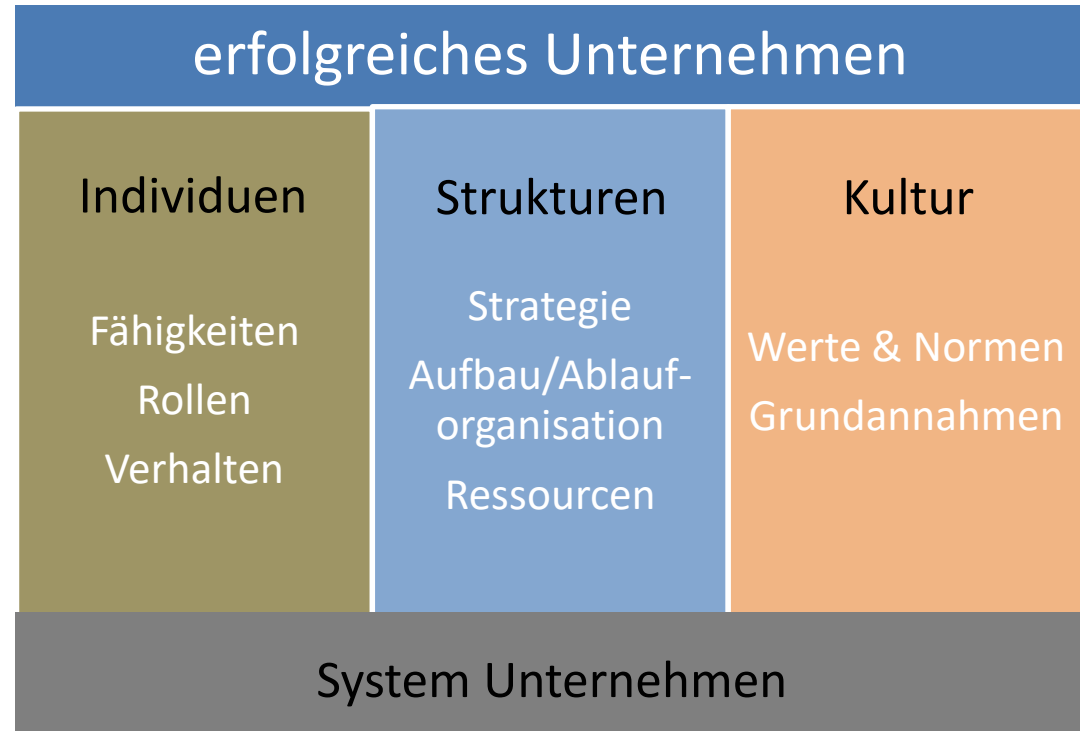 erfolgreiches Unternehmen
Individuen
Fähigkeiten
Rollen
Verhalten
Strukturen
Strategie
Aufbau/Ablauf-
organisation
Ressourcen
Kultur
Werte & Normen
Grundannahmen
System Unternehmen